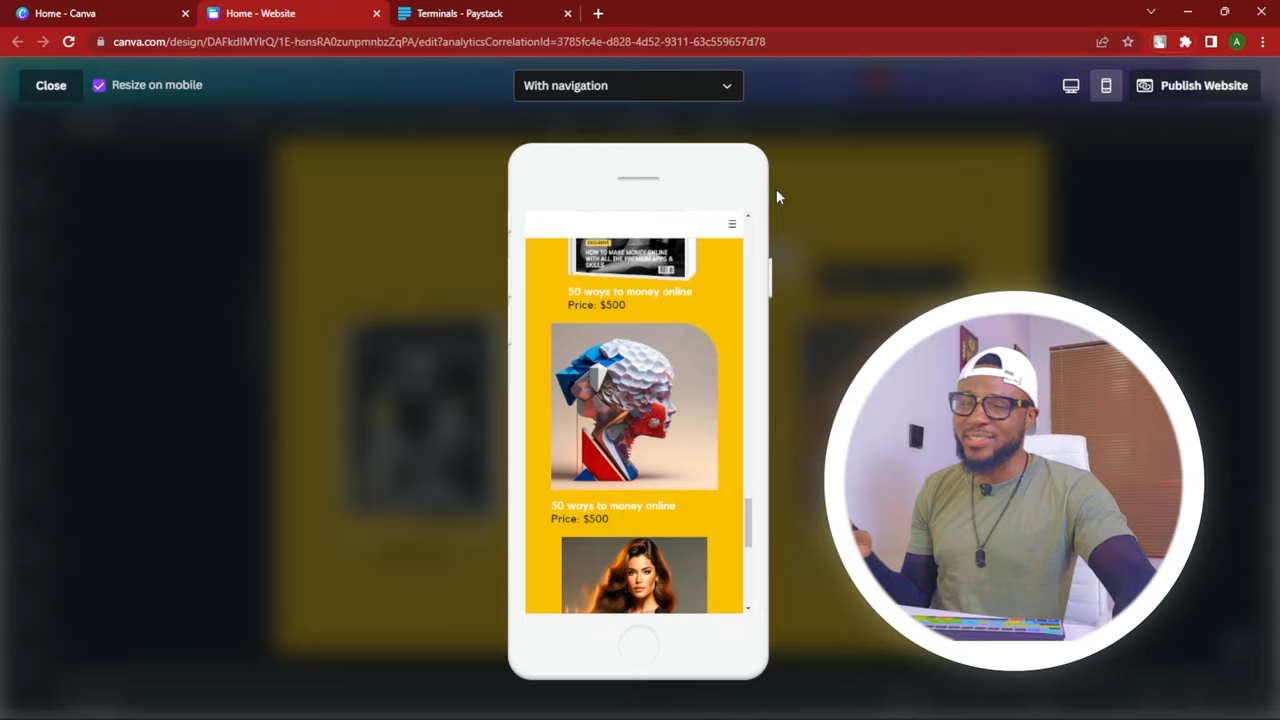 Home - Canva
Home - Website
Terminals - Paystack
canva.com/design/DAFkdIMYlrQ/1E-hsnsRA0zunpmnbzZqPA/edit?analyticsCorrelationId=3785fc4e-d828-4d52-9311-63c559657d78
A
Close
Resize on mobile
With navigation
Publish Website
EXCLUSIVE
HOW TO MAKE MONEY ONLINE
WITH ALL THE PREMIUM APPS &
SKILLS
50 ways to money online
Price: $500
50 ways to money online
Price: $500